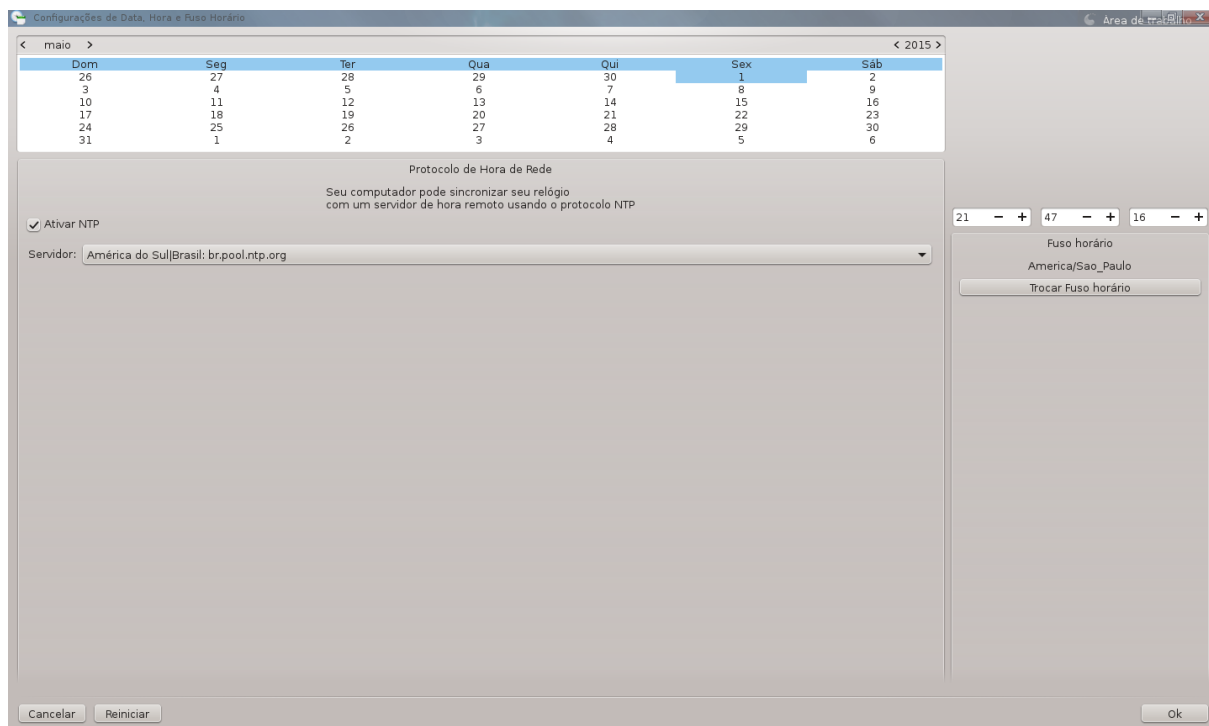 Configurações de Data, Hora e Fuso Horário
Área de trabalho
< maio > < 2015 >
Dom Seg Ter Qua Qui Sex Sáb
26 27 28 29 30 1 2
3 4 5 6 7 8 9
10 11 12 13 14 15 16
17 18 19 20 21 22 23
24 25 26 27 28 29 30
31 1 2 3 4 5 6
Protocolo de Hora de Rede
Seu computador pode sincronizar seu relógio
com um servidor de hora remoto usando o protocolo NTP
Ativar NTP
Servidor: América do Sul|Brasil: br.pool.ntp.org
21 − + 47 − + 16 − +
Fuso horário
America/Sao_Paulo
Trocar Fuso horário
Cancelar Reiniciar Ok